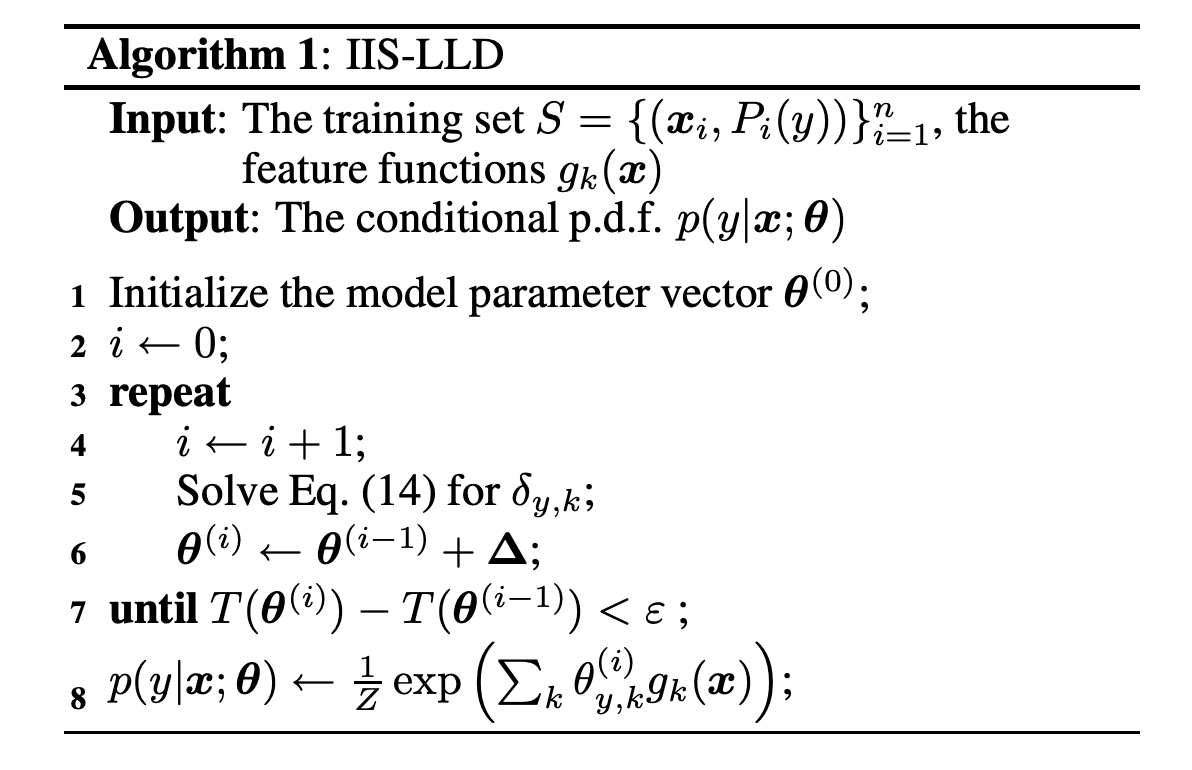 Algorithm 1: IIS-LLD
Input: The training set $S = \{(\boldsymbol{x}_i, P_i(y))\}_{i=1}^{n}$, the
feature functions $g_k(\boldsymbol{x})$
Output: The conditional p.d.f. $p(y|\boldsymbol{x}; \boldsymbol{\theta})$
1 Initialize the model parameter vector $\boldsymbol{\theta}^{(0)}$;
2 $i \leftarrow 0$;
3 repeat
4 $i \leftarrow i + 1$;
5 Solve Eq. (14) for $\delta_{y,k}$;
6 $\boldsymbol{\theta}^{(i)} \leftarrow \boldsymbol{\theta}^{(i-1)} + \boldsymbol{\Delta}$;
7 until $T(\boldsymbol{\theta}^{(i)}) - T(\boldsymbol{\theta}^{(i-1)}) < \varepsilon$ ;
8 $p(y|\boldsymbol{x}; \boldsymbol{\theta}) \leftarrow \frac{1}{Z} \exp\left(\sum_k \theta_{y,k}^{(i)} g_k(\boldsymbol{x})\right)$;